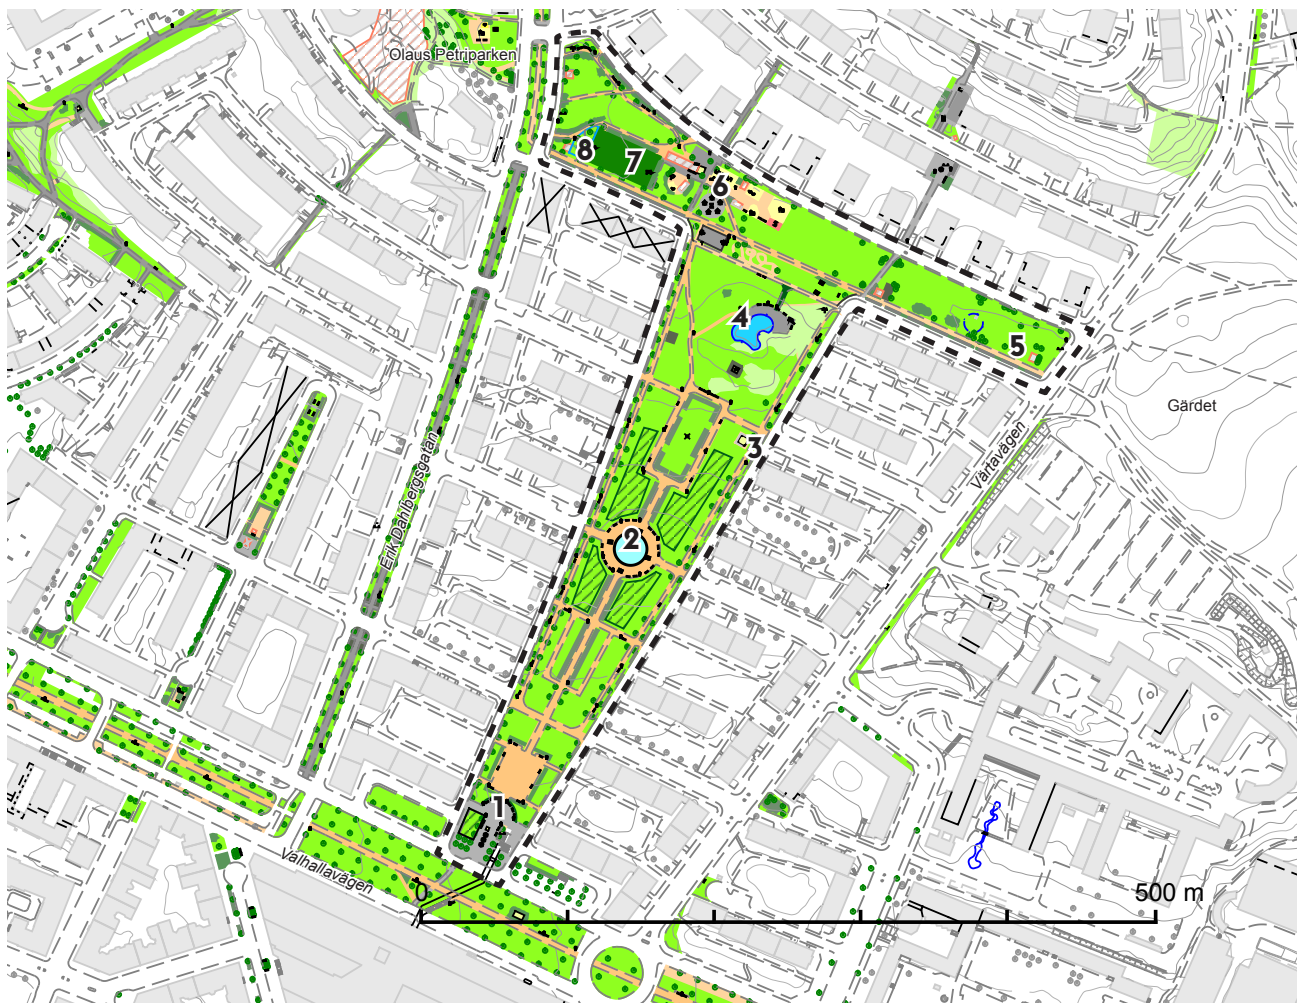 Olaus Petriparken
8
7
6
4
5
Gärdet
3
Värtavägen
Erik Dahlbergsgatan
2
1
Valhallavägen
0
500 m